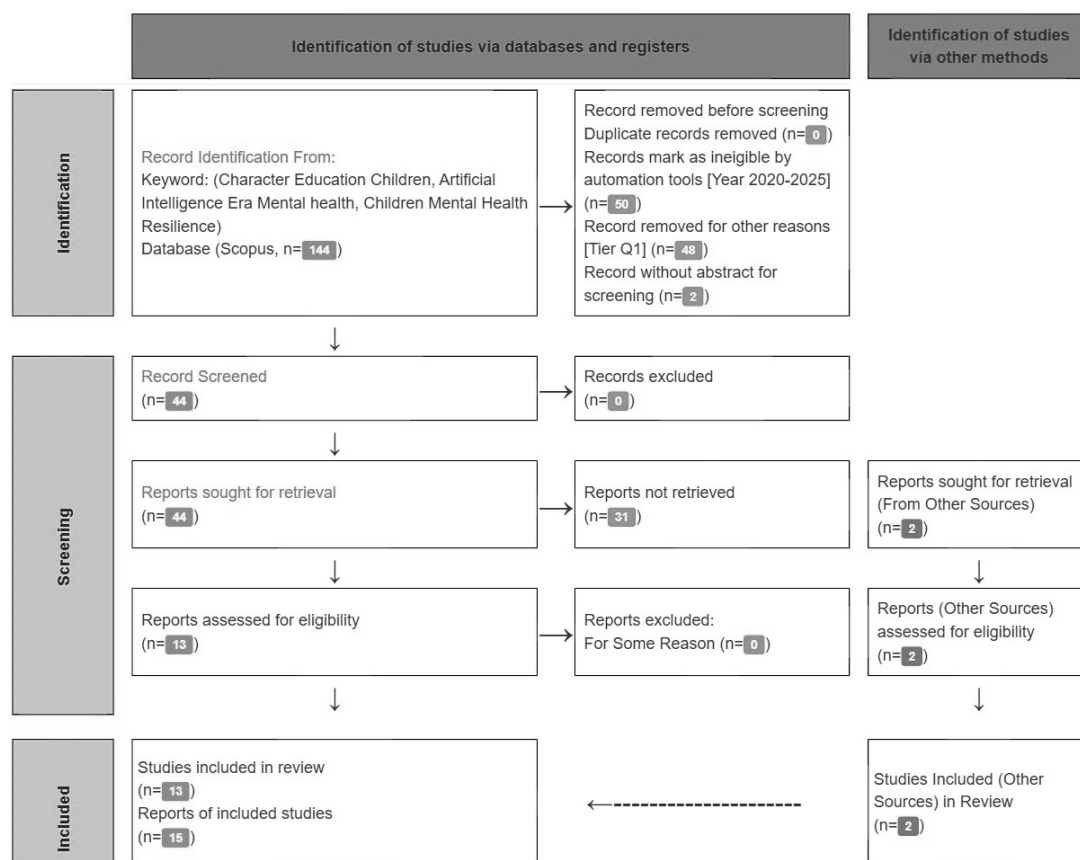 Identification of studies via databases and registers
Identification of studies
via other methods
Identification
Record Identification From:
Keyword: (Character Education Children, Artificial
Intelligence Era Mental health, Children Mental Health
Resilience)
Database (Scopus, n=144)
Record removed before screening
Duplicate records removed (n=0)
Records mark as ineigible by
automation tools [Year 2020-2025]
(n=50)
Record removed for other reasons
[Tier Q1] (n=48)
Record without abstract for
screening (n=2)
Screening
Record Screened
(n=44)
Records excluded
(n=0)
Reports sought for retrieval
(n=44)
Reports not retrieved
(n=31)
Reports sought for retrieval
(From Other Sources)
(n=2)
Reports assessed for eligibility
(n=13)
Reports excluded:
For Some Reason (n=0)
Reports (Other Sources)
assessed for eligibility
(n=2)
Included
Studies included in review
(n=13)
Reports of included studies
(n=15)
Studies Included (Other
Sources) in Review
(n=2)